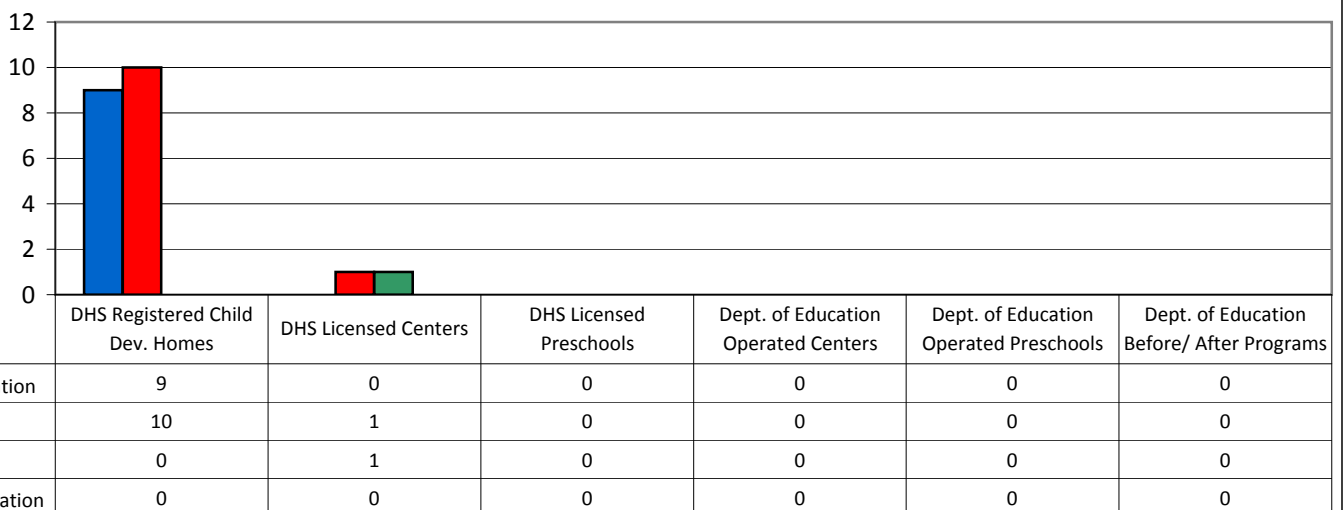 12
10
8
6
4
2
0
DHS Registered Child
Dev. Homes
DHS Licensed Centers
DHS Licensed
Preschools
Dept. of Education
Operated Centers
Dept. of Education
Operated Preschools
Dept. of Education
Before/ After Programs
tion 9 0 0 0 0 0
10 1 0 0 0 0
0 1 0 0 0 0
ation 0 0 0 0 0 0